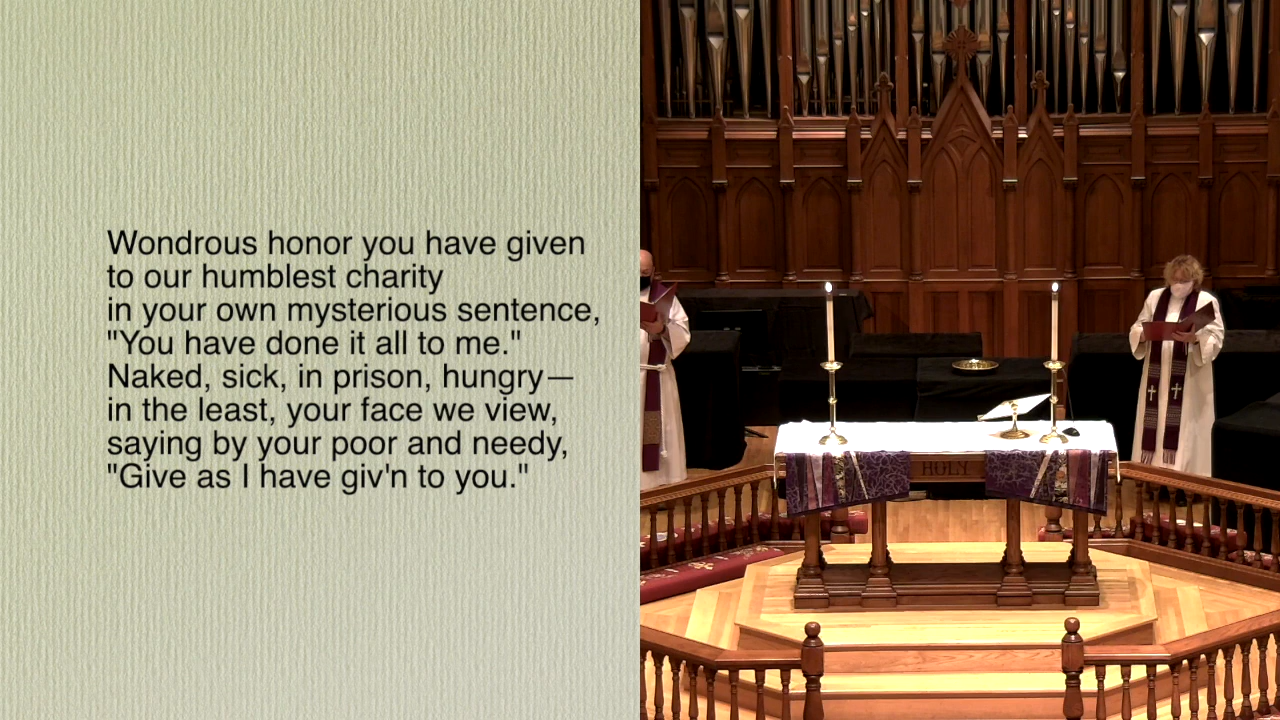 Wondrous honor you have given
to our humblest charity
in your own mysterious sentence,
"You have done it all to me."
Naked, sick, in prison, hungry—
in the least, your face we view,
saying by your poor and needy,
"Give as I have giv'n to you."
HOLY